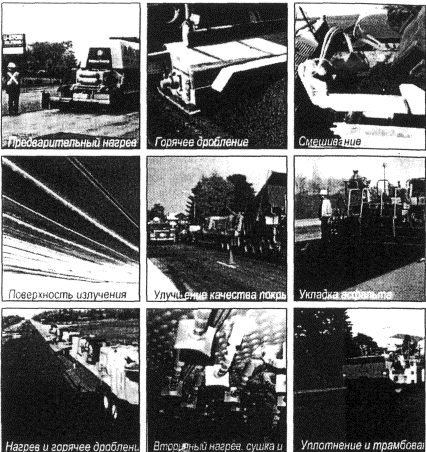 Предварительный нагрев
Горячее дробление
Смешивание
Поверхность излучения
Улучшение качества покры
Укладка асфальта
Нагрев и горячее дроблени
Вторичный нагрев, сушка и
Уплотнение и трамбова